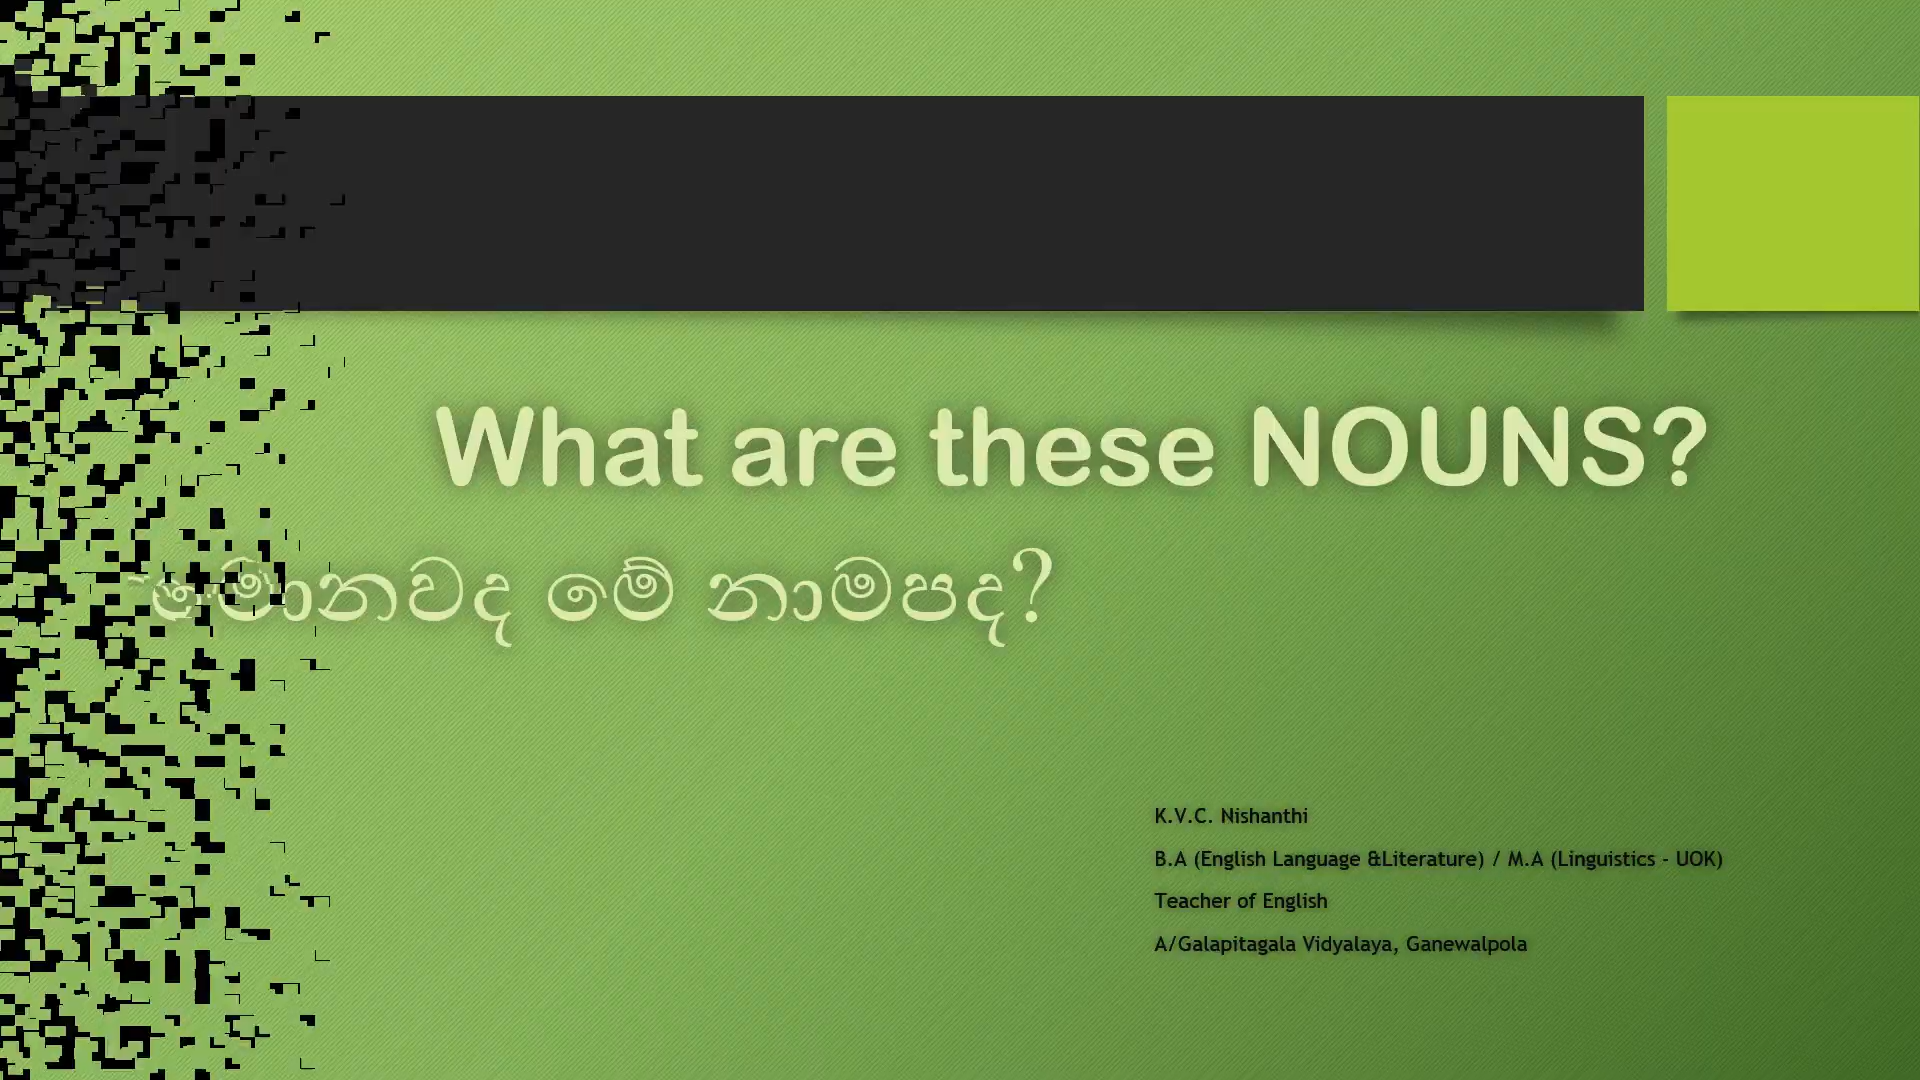 What are these NOUNS?
මොනවද මේ නාමපද?
K.V.C. Nishanthi
B.A (English Language &Literature) / M.A (Linguistics - UOK)
Teacher of English
A/Galapitagala Vidyalaya, Ganewalpola